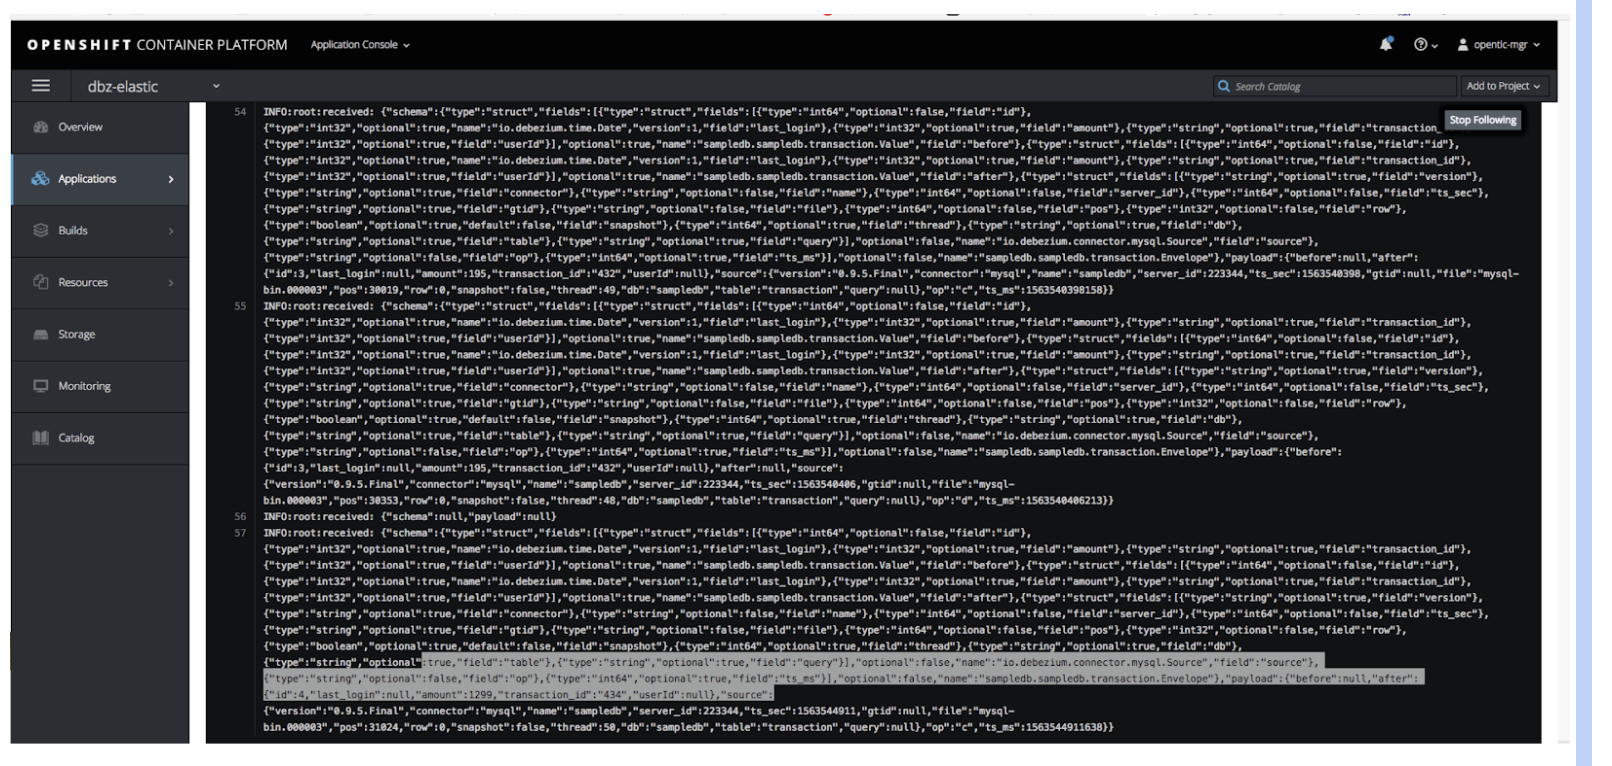 OPENSHIFT CONTAINER PLATFORM Application Console opentlc-mgr
dbz-elastic Search Catalog Add to Project
Stop Following
Overview
Applications
Builds
Resources
Storage
Monitoring
Catalog
54 INFO:root:received: {"schema":{"type":"struct","fields":[{"type":"struct","fields":[{"type":"int64","optional":false,"field":"id"},
{"type":"int32","optional":true,"name":"io.debezium.time.Date","version":1,"field":"last_login"},{"type":"int32","optional":true,"field":"amount"},{"type":"string","optional":true,"field":"transaction_
{"type":"int32","optional":true,"field":"userId"}],"optional":true,"name":"sampledb.sampledb.transaction.Value","field":"before"},{"type":"struct","fields":[{"type":"int64","optional":false,"field":"id"},
{"type":"int32","optional":true,"name":"io.debezium.time.Date","version":1,"field":"last_login"},{"type":"int32","optional":true,"field":"amount"},{"type":"string","optional":true,"field":"transaction_id"},
{"type":"int32","optional":true,"field":"userId"}],"optional":true,"name":"sampledb.sampledb.transaction.Value","field":"after"},{"type":"struct","fields":[{"type":"string","optional":true,"field":"version"},
{"type":"string","optional":true,"field":"connector"},{"type":"string","optional":false,"field":"name"},{"type":"int64","optional":false,"field":"server_id"},{"type":"int64","optional":false,"field":"ts_sec"},
{"type":"string","optional":true,"field":"gtid"},{"type":"string","optional":false,"field":"file"},{"type":"int64","optional":false,"field":"pos"},{"type":"int32","optional":false,"field":"row"},
{"type":"boolean","optional":true,"default":false,"field":"snapshot"},{"type":"int64","optional":true,"field":"thread"},{"type":"string","optional":true,"field":"db"},
{"type":"string","optional":true,"field":"table"},{"type":"string","optional":true,"field":"query"}],"optional":false,"name":"io.debezium.connector.mysql.Source","field":"source"},
{"type":"string","optional":false,"field":"op"},{"type":"int64","optional":true,"field":"ts_ms"}],"optional":false,"name":"sampledb.sampledb.transaction.Envelope"},"payload":{"before":null,"after":
{"id":3,"last_login":null,"amount":195,"transaction_id":"432","userId":null},"source":{"version":"0.9.5.Final","connector":"mysql","name":"sampledb","server_id":223344,"ts_sec":1563540398,"gtid":null,"file":"mysql-
bin.000003","pos":30019,"row":0,"snapshot":false,"thread":49,"db":"sampledb","table":"transaction","query":null},"op":"c","ts_ms":1563540398158}}
55 INFO:root:received: {"schema":{"type":"struct","fields":[{"type":"struct","fields":[{"type":"int64","optional":false,"field":"id"},
{"type":"int32","optional":true,"name":"io.debezium.time.Date","version":1,"field":"last_login"},{"type":"int32","optional":true,"field":"amount"},{"type":"string","optional":true,"field":"transaction_id"},
{"type":"int32","optional":true,"field":"userId"}],"optional":true,"name":"sampledb.sampledb.transaction.Value","field":"before"},{"type":"struct","fields":[{"type":"int64","optional":false,"field":"id"},
{"type":"int32","optional":true,"name":"io.debezium.time.Date","version":1,"field":"last_login"},{"type":"int32","optional":true,"field":"amount"},{"type":"string","optional":true,"field":"transaction_id"},
{"type":"int32","optional":true,"field":"userId"}],"optional":true,"name":"sampledb.sampledb.transaction.Value","field":"after"},{"type":"struct","fields":[{"type":"string","optional":true,"field":"version"},
{"type":"string","optional":true,"field":"connector"},{"type":"string","optional":false,"field":"name"},{"type":"int64","optional":false,"field":"server_id"},{"type":"int64","optional":false,"field":"ts_sec"},
{"type":"string","optional":true,"field":"gtid"},{"type":"string","optional":false,"field":"file"},{"type":"int64","optional":false,"field":"pos"},{"type":"int32","optional":false,"field":"row"},
{"type":"boolean","optional":true,"default":false,"field":"snapshot"},{"type":"int64","optional":true,"field":"thread"},{"type":"string","optional":true,"field":"db"},
{"type":"string","optional":true,"field":"table"},{"type":"string","optional":true,"field":"query"}],"optional":false,"name":"io.debezium.connector.mysql.Source","field":"source"},
{"type":"string","optional":false,"field":"op"},{"type":"int64","optional":true,"field":"ts_ms"}],"optional":false,"name":"sampledb.sampledb.transaction.Envelope"},"payload":{"before":
{"id":3,"last_login":null,"amount":195,"transaction_id":"432","userId":null},"after":null,"source":
{"version":"0.9.5.Final","connector":"mysql","name":"sampledb","server_id":223344,"ts_sec":1563540406,"gtid":null,"file":"mysql-
bin.000003","pos":30353,"row":0,"snapshot":false,"thread":48,"db":"sampledb","table":"transaction","query":null},"op":"d","ts_ms":1563540406213}}
56 INFO:root:received: {"schema":null,"payload":null}
57 INFO:root:received: {"schema":{"type":"struct","fields":[{"type":"struct","fields":[{"type":"int64","optional":false,"field":"id"},
{"type":"int32","optional":true,"name":"io.debezium.time.Date","version":1,"field":"last_login"},{"type":"int32","optional":true,"field":"amount"},{"type":"string","optional":true,"field":"transaction_id"},
{"type":"int32","optional":true,"field":"userId"}],"optional":true,"name":"sampledb.sampledb.transaction.Value","field":"before"},{"type":"struct","fields":[{"type":"int64","optional":false,"field":"id"},
{"type":"int32","optional":true,"name":"io.debezium.time.Date","version":1,"field":"last_login"},{"type":"int32","optional":true,"field":"amount"},{"type":"string","optional":true,"field":"transaction_id"},
{"type":"int32","optional":true,"field":"userId"}],"optional":true,"name":"sampledb.sampledb.transaction.Value","field":"after"},{"type":"struct","fields":[{"type":"string","optional":true,"field":"version"},
{"type":"string","optional":true,"field":"connector"},{"type":"string","optional":false,"field":"name"},{"type":"int64","optional":false,"field":"server_id"},{"type":"int64","optional":false,"field":"ts_sec"},
{"type":"string","optional":true,"field":"gtid"},{"type":"string","optional":false,"field":"file"},{"type":"int64","optional":false,"field":"pos"},{"type":"int32","optional":false,"field":"row"},
{"type":"boolean","optional":true,"default":false,"field":"snapshot"},{"type":"int64","optional":true,"field":"thread"},{"type":"string","optional":true,"field":"db"},
{"type":"string","optional":true,"field":"table"},{"type":"string","optional":true,"field":"query"}],"optional":false,"name":"io.debezium.connector.mysql.Source","field":"source"},
{"type":"string","optional":false,"field":"op"},{"type":"int64","optional":true,"field":"ts_ms"}],"optional":false,"name":"sampledb.sampledb.transaction.Envelope"},"payload":{"before":null,"after":
{"id":4,"last_login":null,"amount":1299,"transaction_id":"434","userId":null},"source":
{"version":"0.9.5.Final","connector":"mysql","name":"sampledb","server_id":223344,"ts_sec":1563544911,"gtid":null,"file":"mysql-
bin.000003","pos":31024,"row":0,"snapshot":false,"thread":50,"db":"sampledb","table":"transaction","query":null},"op":"c","ts_ms":1563544911638}}